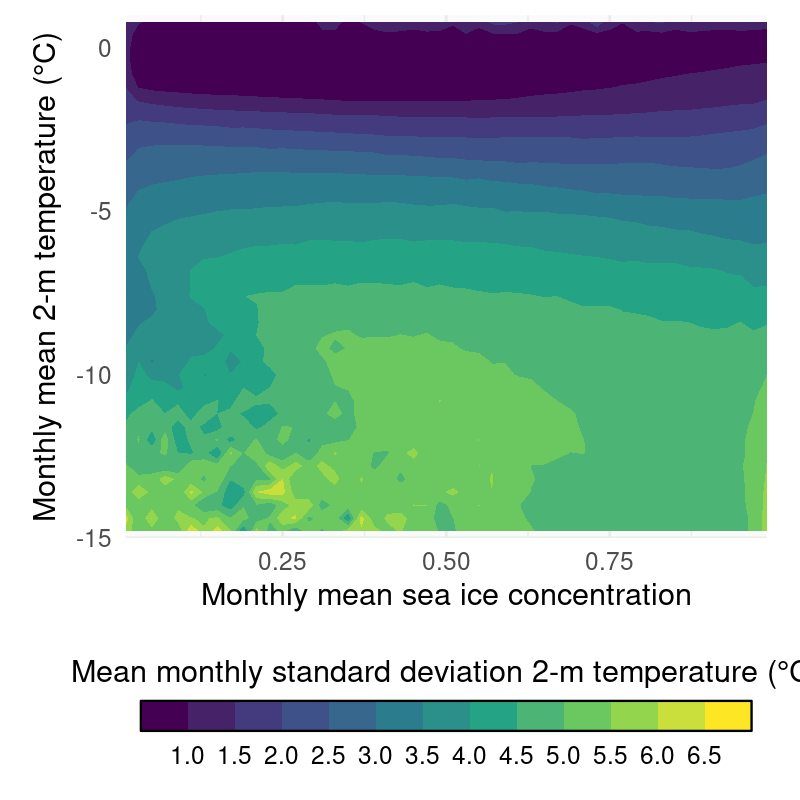 Monthly mean 2-m temperature (°C)
0
-5
-10
-15
0.25 0.50 0.75
Monthly mean sea ice concentration
Mean monthly standard deviation 2-m temperature (°
1.0 1.5 2.0 2.5 3.0 3.5 4.0 4.5 5.0 5.5 6.0 6.5